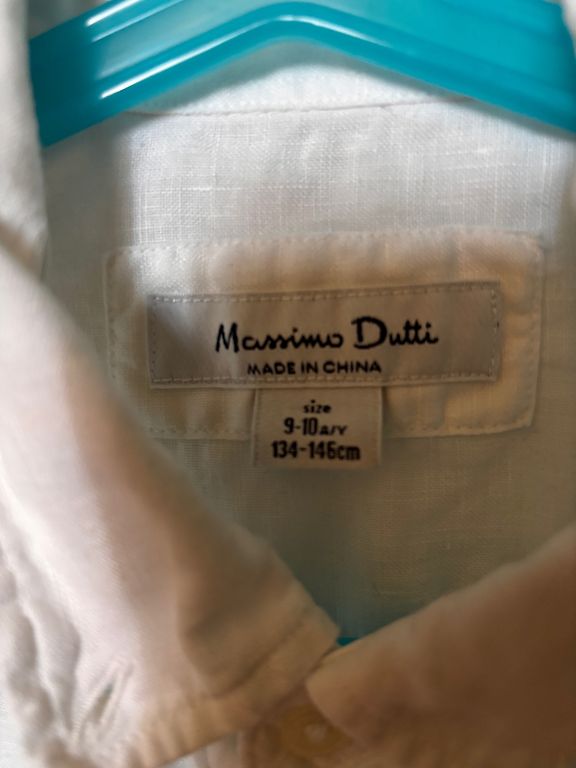 Massimo Dutti
MADE IN CHINA
size
9-10 A/Y
134-146cm